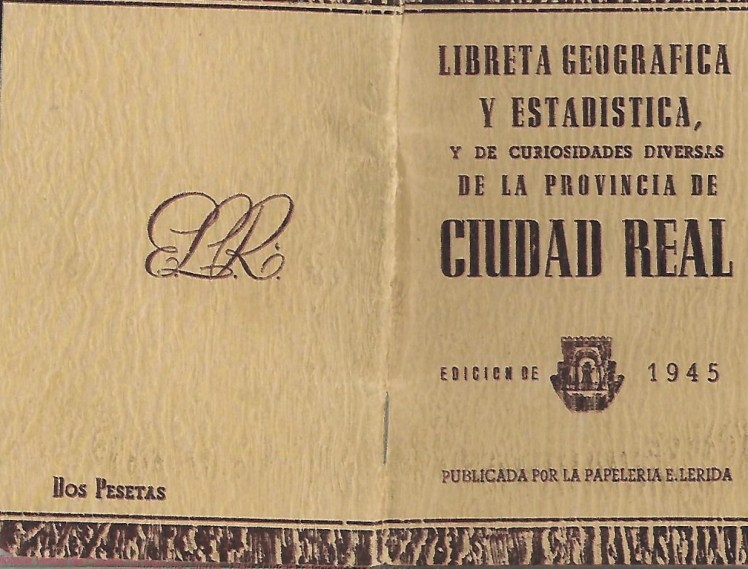 LIBRETA GEOGRAFICA
Y ESTADISTICA,
Y DE CURIOSIDADES DIVERSAS
DE LA PROVINCIA DE
CIUDAD REAL
EDICION DE 1945
PUBLICADA POR LA PAPELERIA E. LERIDA
E.L.R.
DOS PESETAS